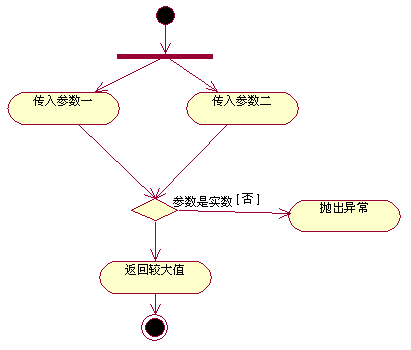 传入参数一
传入参数二
参数是实数 [否]
抛出异常
返回较大值